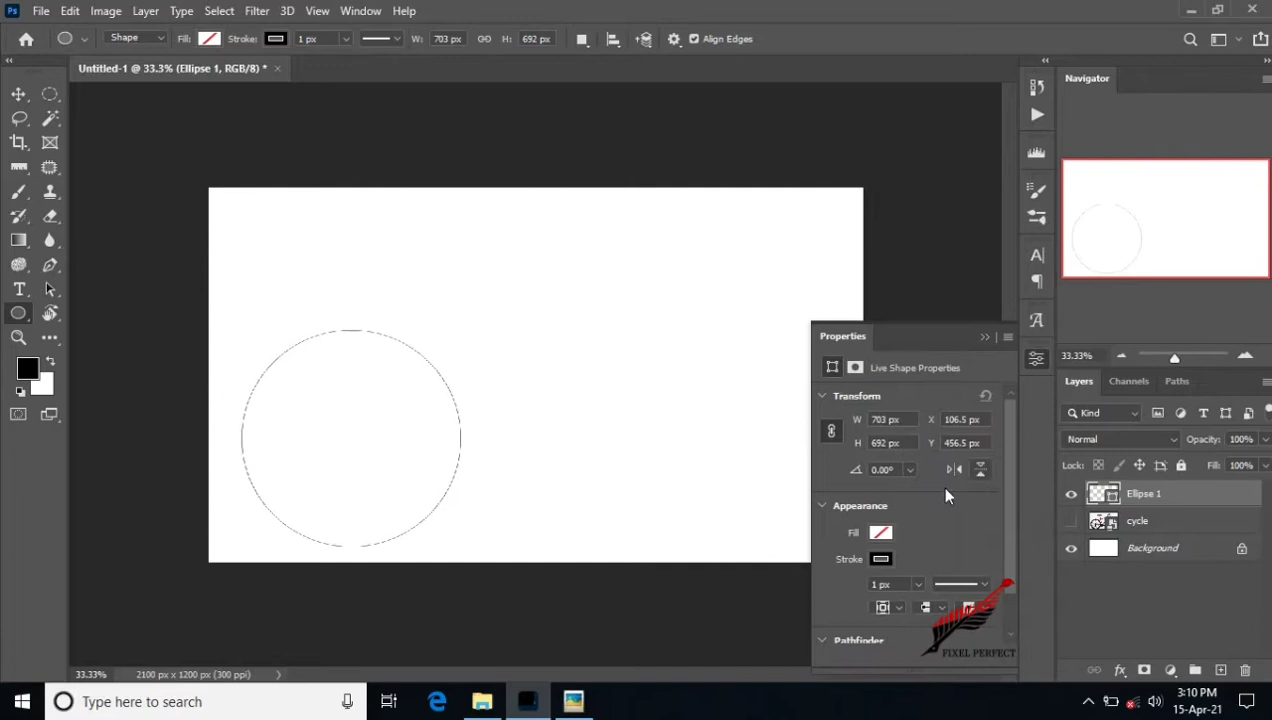 Ps File Edit Image Layer Type Select Filter 3D View Window Help
Shape Fill: Stroke: 1 px W: 703 px H: 692 px Align Edges
Untitled-1 @ 33.3% (Ellipse 1, RGB/8) *
Navigator
Properties
Live Shape Properties
Transform
W 703 px X 106.5 px
H 692 px Y 456.5 px
0.00°
Appearance
Fill
Stroke
1 px
Pathfinder
FIXEL PERFECT
33.33%
Layers Channels Paths
Kind
Normal Opacity: 100%
Lock: Fill: 100%
Ellipse 1
cycle
Background
33.33% 2100 px x 1200 px (300 ppi)
Type here to search
3:10 PM
15-Apr-21